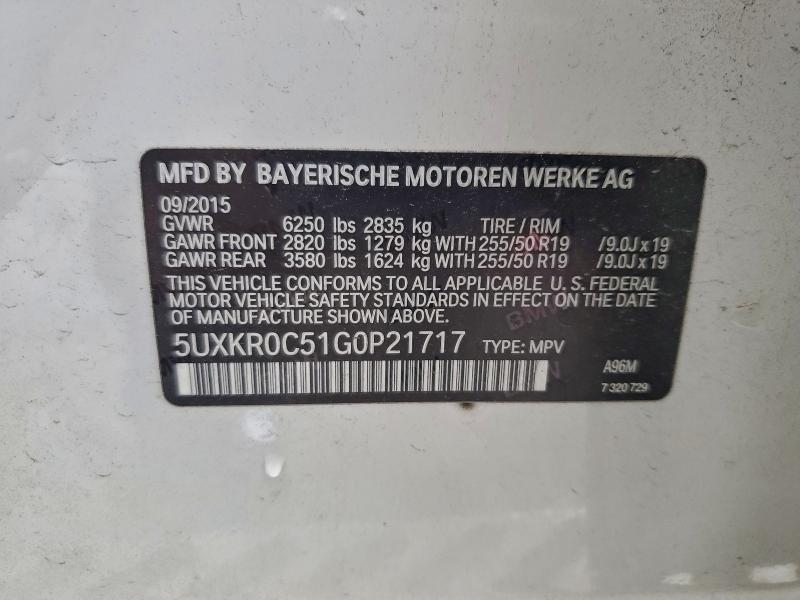 MFD BY BAYERISCHE MOTOREN WERKE AG
09/2015
GVWR 6250 lbs 2835 kg TIRE / RIM
GAWR FRONT 2820 lbs 1279 kg WITH 255/50 R19 /9.0J x 19
GAWR REAR 3580 lbs 1624 kg WITH 255/50 R19 /9.0J x 19
THIS VEHICLE CONFORMS TO ALL APPLICABLE U. S. FEDERAL
MOTOR VEHICLE SAFETY STANDARDS IN EFFECT ON THE DATE
OF MANUFACTURE SHOWN ABOVE.
5UXKR0C51G0P21717 TYPE: MPV
A96M
7 320 729